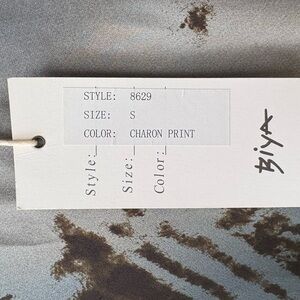 STYLE: 8629
SIZE: S
COLOR: CHARON PRINT
Style:
Size:
Color:
Biya